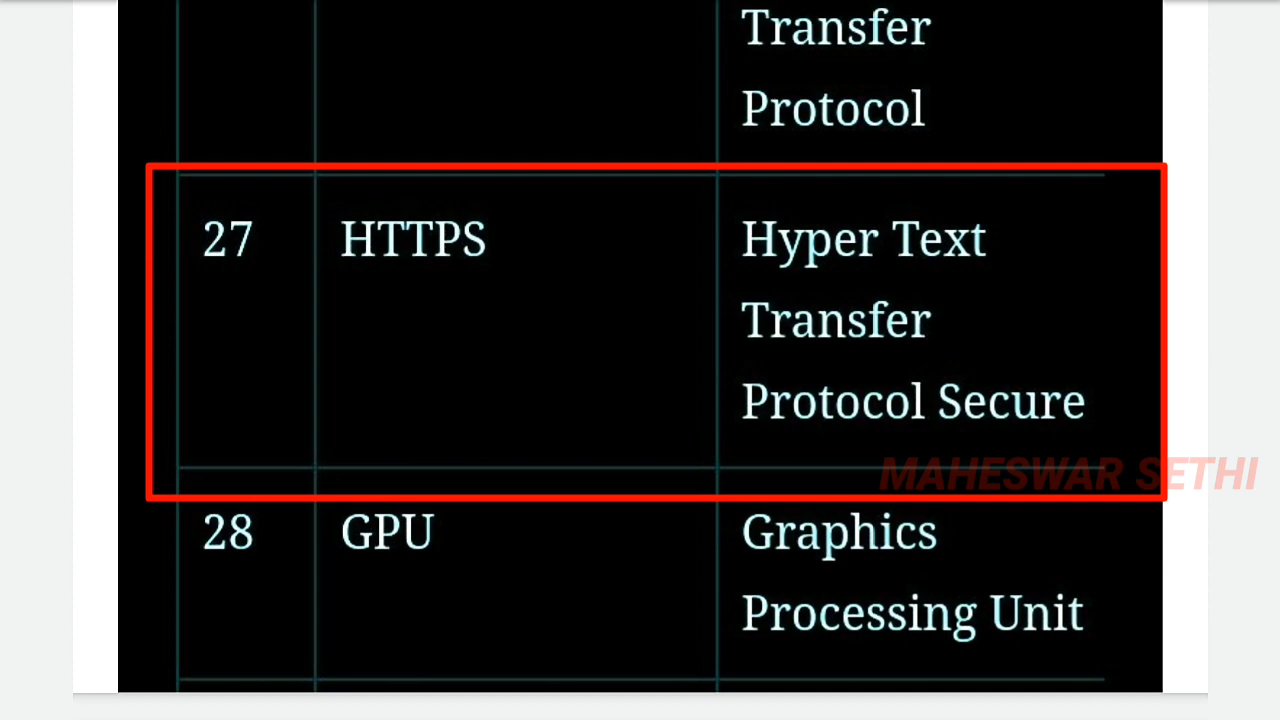 Transfer
Protocol
27 HTTPS Hyper Text
Transfer
Protocol Secure
MAHESWAR SETHI
28 GPU Graphics
Processing Unit